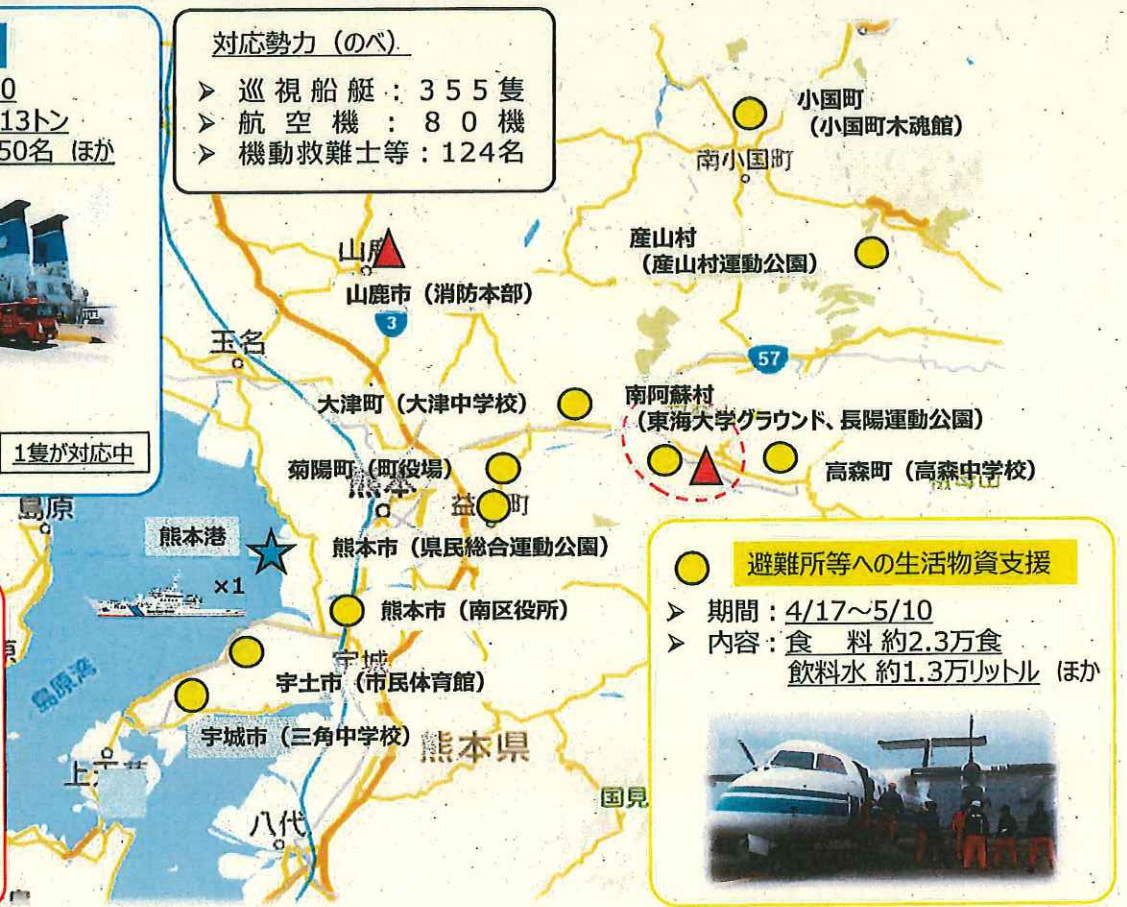 0
13トン
50名 ほか
1隻が対応中
対応勢力（のべ）
➢ 巡視船艇：355隻
➢ 航空機：80機
➢ 機動救難士等：124名
小国町
（小国町木魂館）
南小国町
産山村
（産山村運動公園）
山鹿
山鹿市（消防本部）
3
玉名
57
大津町（大津中学校）
南阿蘇村
（東海大学グラウンド、長陽運動公園）
菊陽町（町役場）
高森町（高森中学校）
熊本
益
町
島原
熊本港
熊本市（県民総合運動公園）
×1
熊本市（南区役所）
宇城
宇土市（市民体育館）
島原湾
宇城市（三角中学校）
熊本県
上天草
国見
八代
避難所等への生活物資支援
➢ 期間：4/17～5/10
➢ 内容：食 料 約2.3万食
飲料水 約1.3万リットル ほか